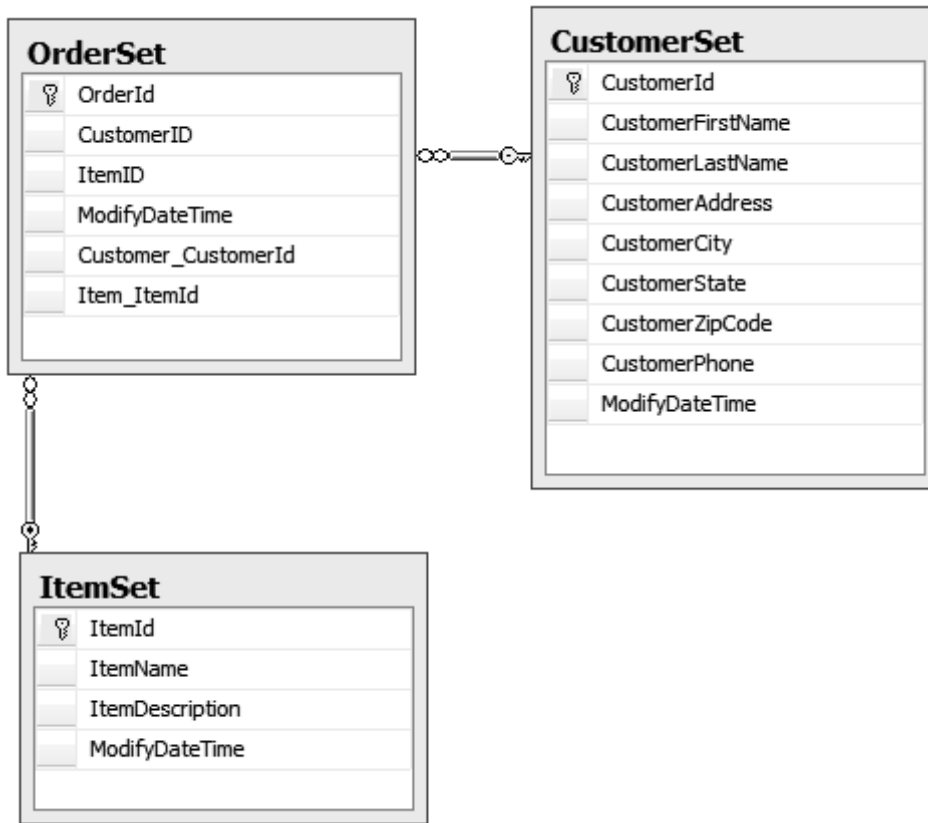 OrderSet
OrderId
CustomerID
ItemID
ModifyDateTime
Customer_CustomerId
Item_ItemId
CustomerSet
CustomerId
CustomerFirstName
CustomerLastName
CustomerAddress
CustomerCity
CustomerState
CustomerZipCode
CustomerPhone
ModifyDateTime
ItemSet
ItemId
ItemName
ItemDescription
ModifyDateTime